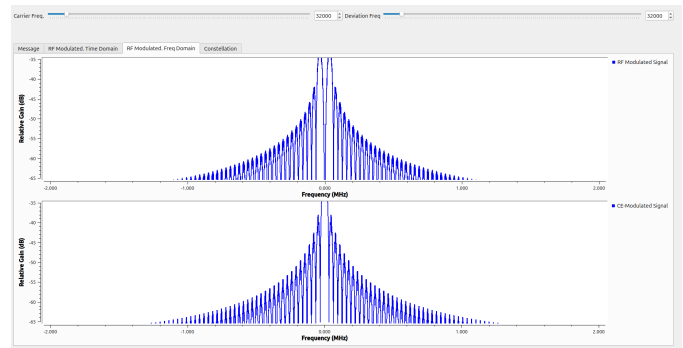 Carrier Freq. 32000 Deviation Freq 32000
Message RF Modulated, Time Domain RF Modulated, Freq Domain Constellation
RF Modulated Signal
-35
-40
-45
-50
-55
-60
-65
Relative Gain (dB)
-2.000 -1.000 0.000 1.000 2.000
Frequency (MHz)
CE-Modulated Signal
-35
-40
-45
-50
-55
-60
-65
Relative Gain (dB)
-2.000 -1.000 0.000 1.000 2.000
Frequency (MHz)